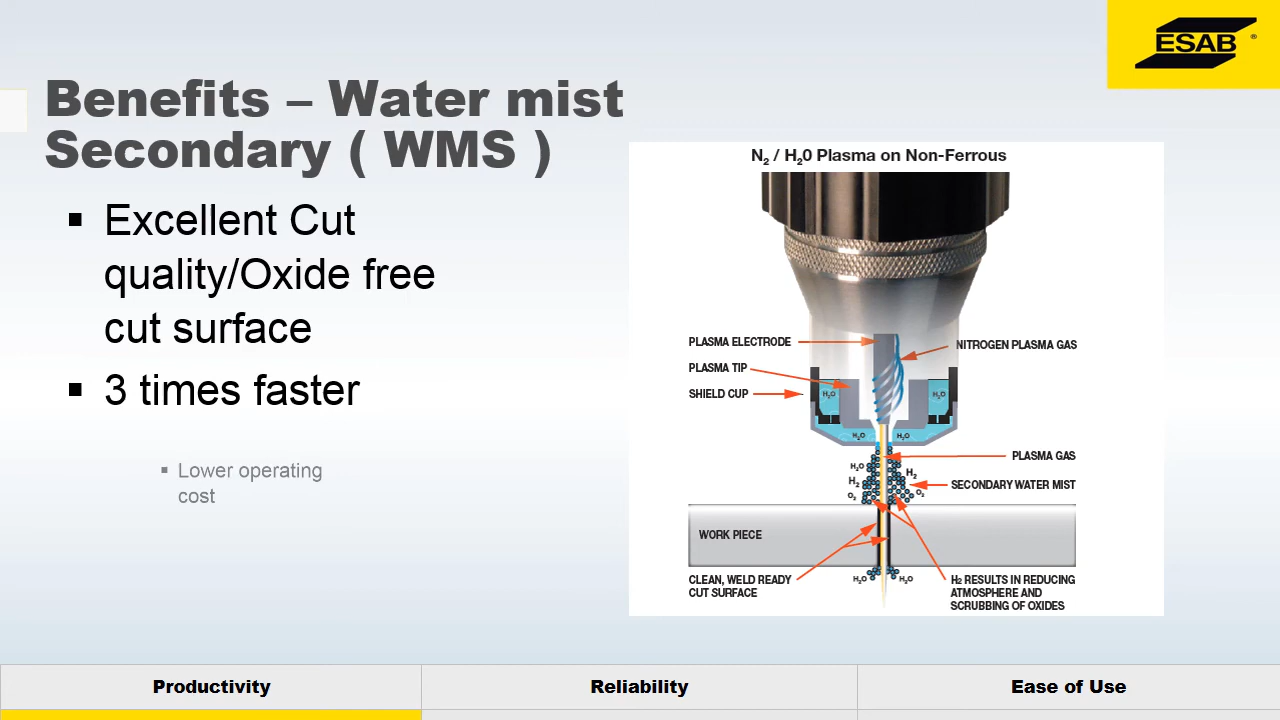 ESAB ®
Benefits – Water mist
Secondary ( WMS )
▪ Excellent Cut
quality/Oxide free
cut surface
▪ 3 times faster
▪ Lower operating
cost
N₂ / H₂0 Plasma on Non-Ferrous
PLASMA ELECTRODE
NITROGEN PLASMA GAS
PLASMA TIP
SHIELD CUP
H₂O
H₂O
H₂O
H₂O
PLASMA GAS
H₂O
H₂
H₂
SECONDARY WATER MIST
O₂
O₂
WORK PIECE
CLEAN, WELD READY
CUT SURFACE
H₂O
H₂O
H₂ RESULTS IN REDUCING
ATMOSPHERE AND
SCRUBBING OF OXIDES
Productivity
Reliability
Ease of Use